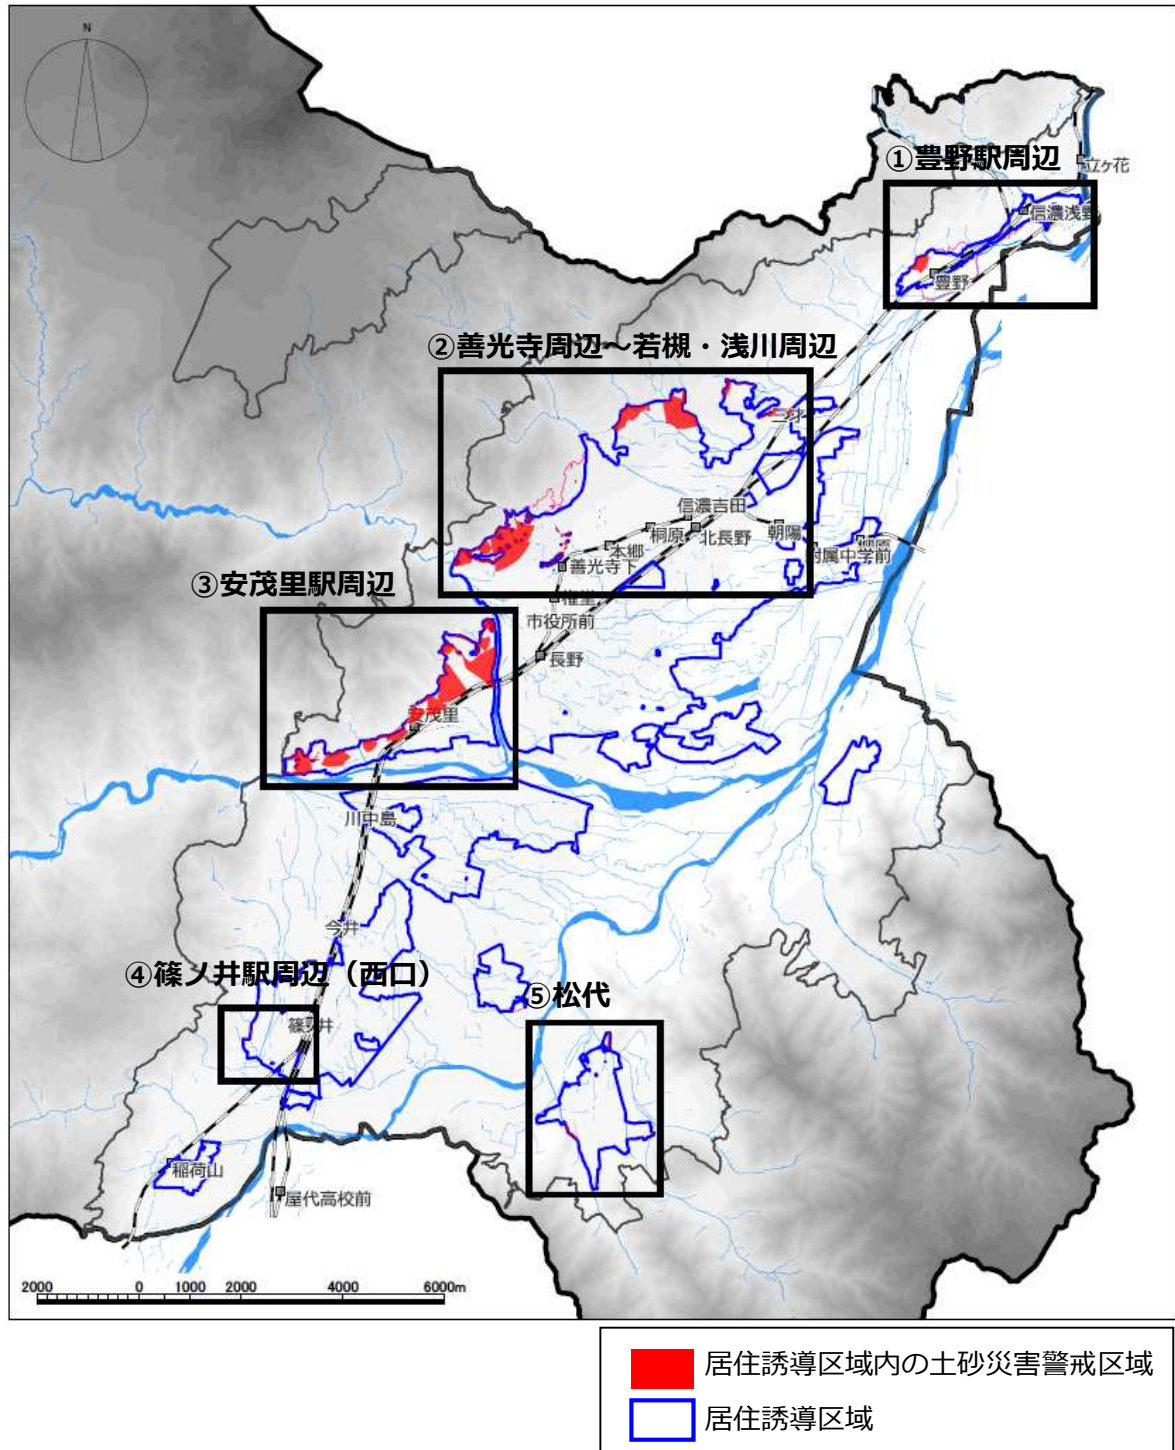 N
①豊野駅周辺
立ヶ花
信濃浅野
豊野
②善光寺周辺～若槻・浅川周辺
三才
信濃吉田
桐原
北長野
朝陽
本郷
附属中学前
柳原
善光寺下
③安茂里駅周辺
権堂
市役所前
長野
安茂里
川中島
今井
④篠ノ井駅周辺（西口）
⑤松代
篠ノ井
稲荷山
屋代高校前
2000 0 1000 2000 4000 6000m
居住誘導区域内の土砂災害警戒区域
居住誘導区域